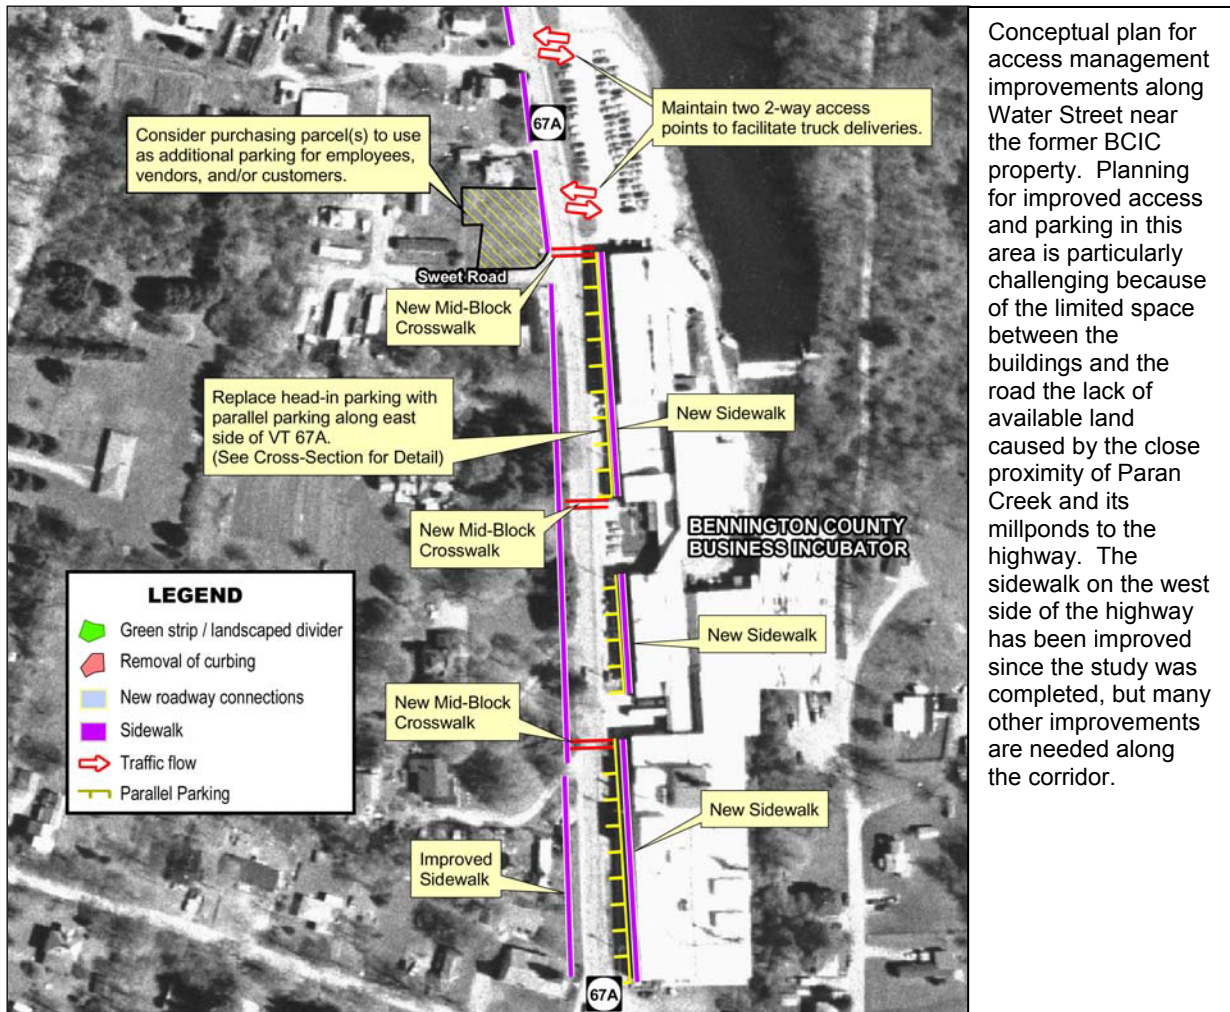 67A
Maintain two 2-way access
points to facilitate truck deliveries.
Consider purchasing parcel(s) to use
as additional parking for employees,
vendors, and/or customers.
Sweet Road
New Mid-Block
Crosswalk
Replace head-in parking with
parallel parking along east
side of VT 67A.
(See Cross-Section for Detail)
New Sidewalk
New Mid-Block
Crosswalk
BENNINGTON COUNTY
BUSINESS INCUBATOR
LEGEND
Green strip / landscaped divider
Removal of curbing
New roadway connections
Sidewalk
Traffic flow
Parallel Parking
New Sidewalk
New Mid-Block
Crosswalk
New Sidewalk
Improved
Sidewalk
67A
Conceptual plan for
access management
improvements along
Water Street near
the former BCIC
property.  Planning
for improved access
and parking in this
area is particularly
challenging because
of the limited space
between the
buildings and the
road the lack of
available land
caused by the close
proximity of Paran
Creek and its
millponds to the
highway.  The
sidewalk on the west
side of the highway
has been improved
since the study was
completed, but many
other improvements
are needed along
the corridor.